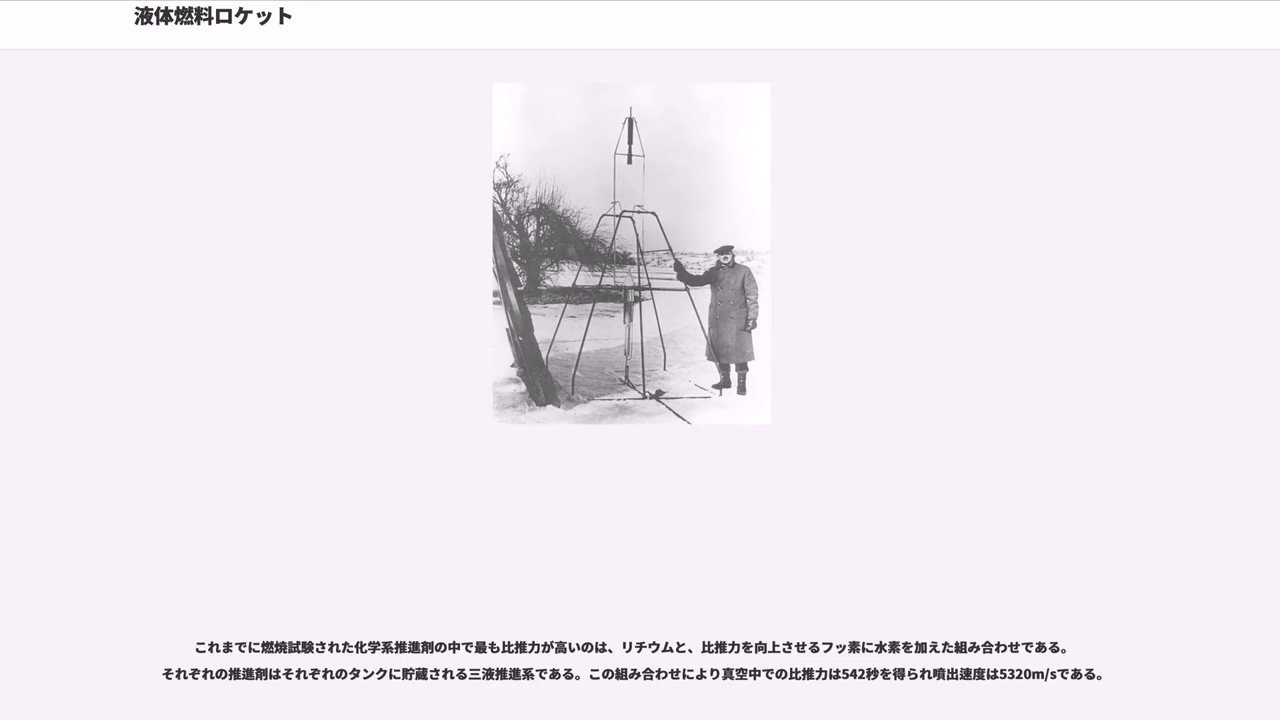 液体燃料ロケット
これまでに燃焼試験された化学系推進剤の中で最も比推力が高いのは、リチウムと、比推力を向上させるフッ素に水素を加えた組み合わせである。
それぞれの推進剤はそれぞれのタンクに貯蔵される三液推進系である。この組み合わせにより真空中での比推力は542秒を得られ噴出速度は5320m/sである。